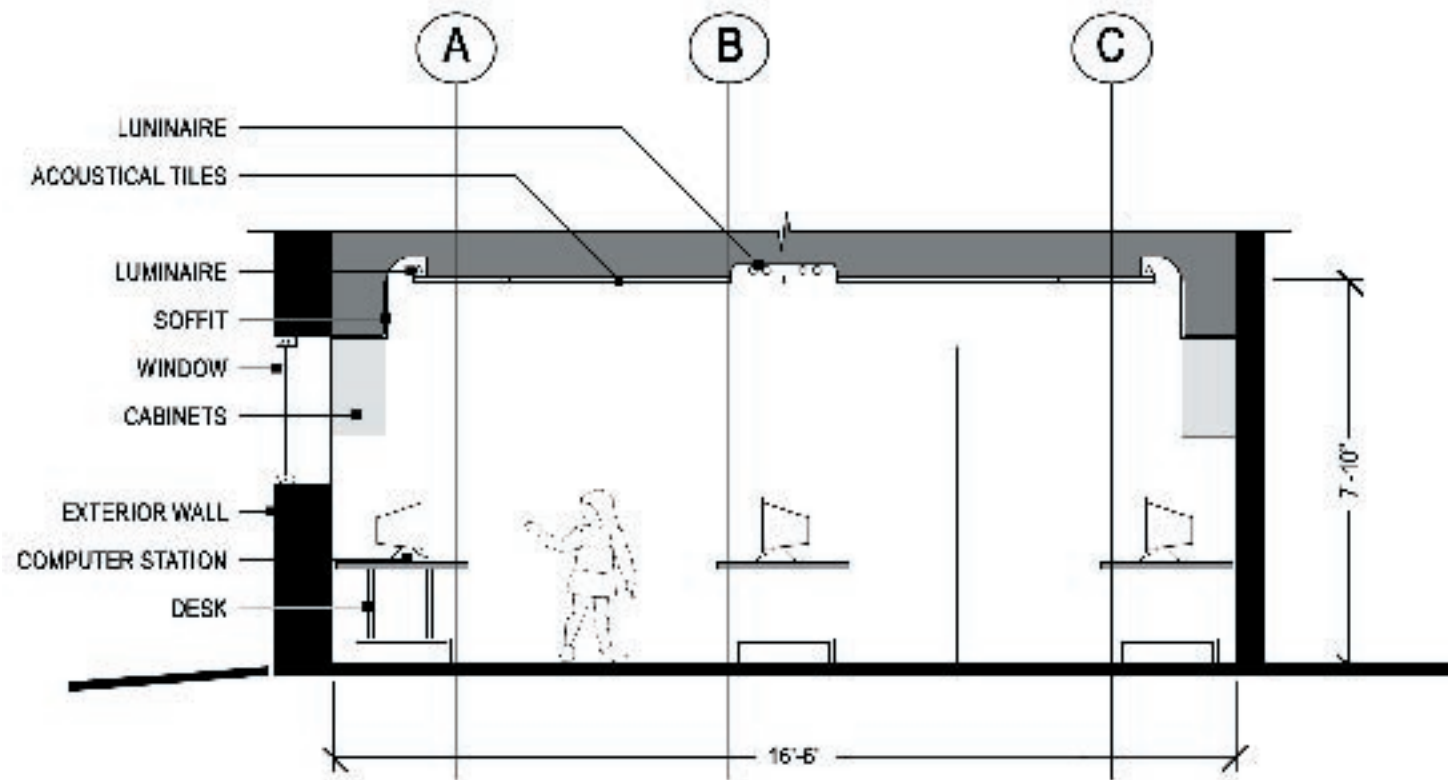 A
B
C
LUNINAIRE
ACOUSTICAL TILES
LUMINAIRE
SOFFIT
WINDOW
CABINETS
EXTERIOR WALL
COMPUTER STATION
DESK
7'-10"
16'-6"